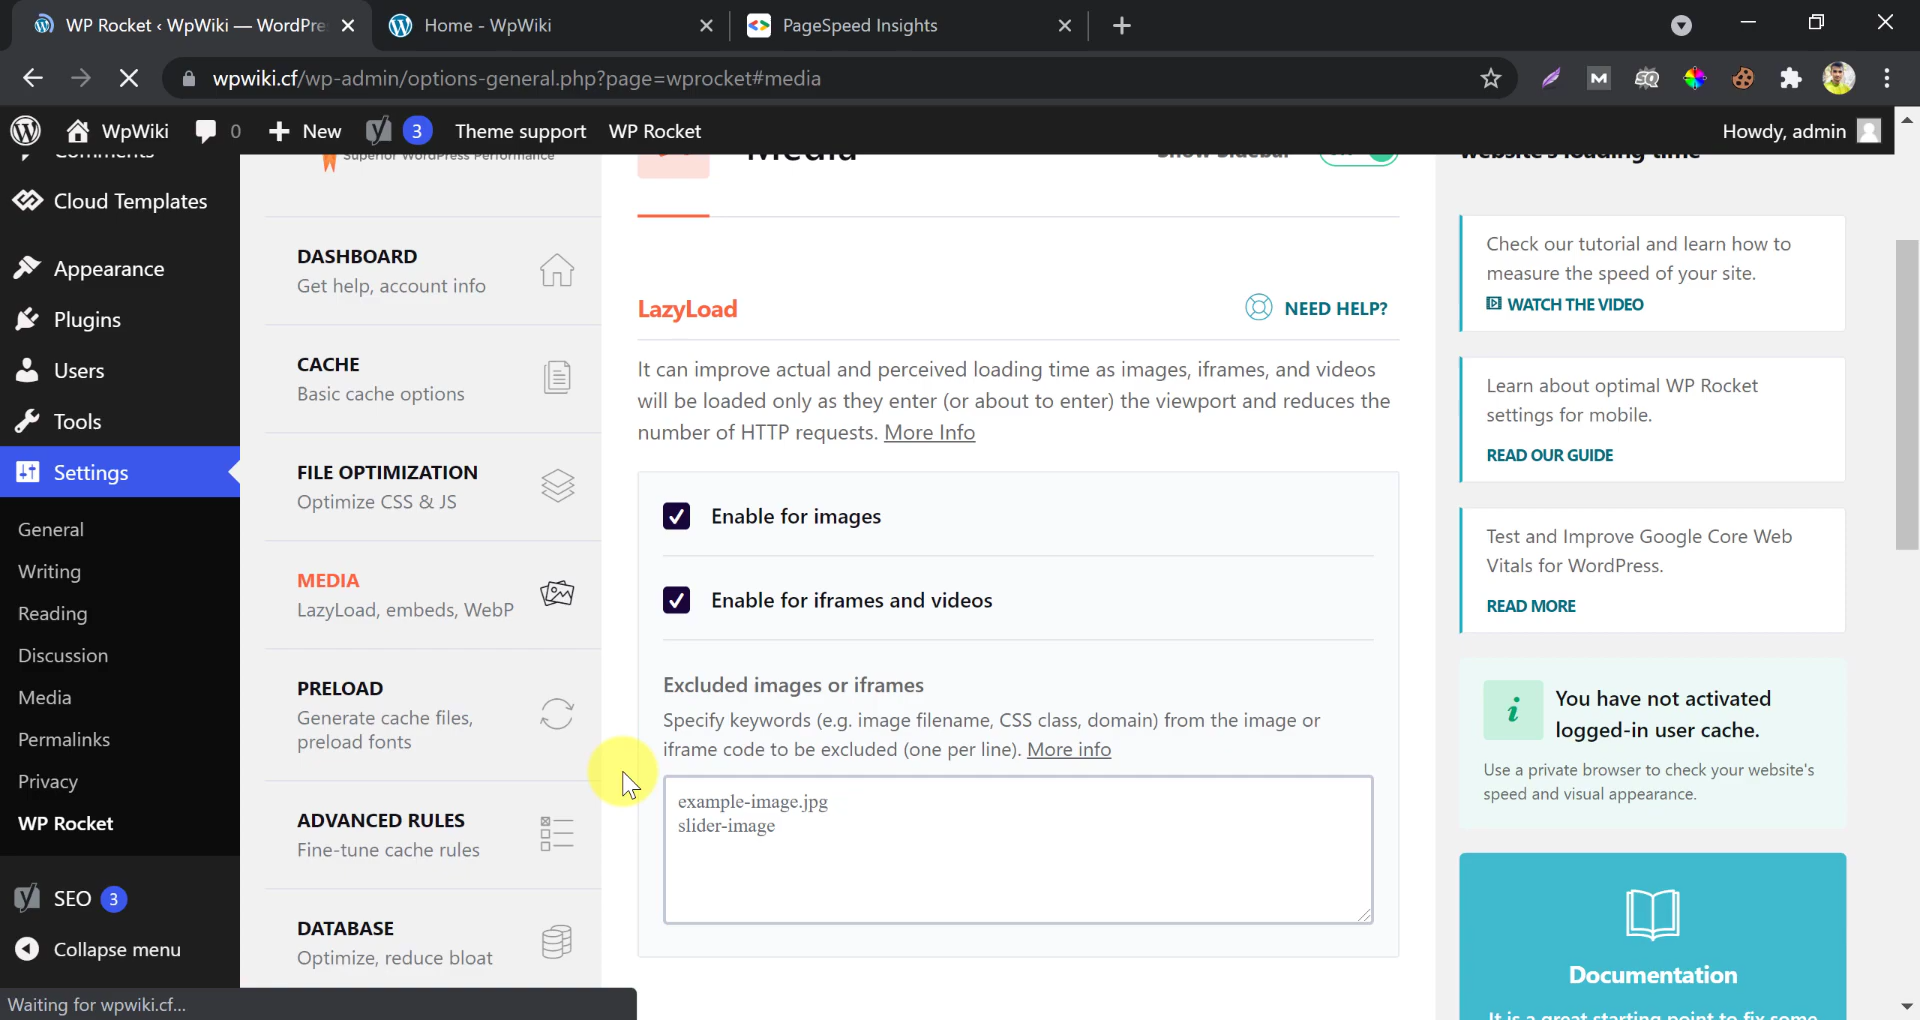 WP Rocket ‹ WpWiki — WordPre
Home - WpWiki
PageSpeed Insights
wpwiki.cf/wp-admin/options-general.php?page=wprocket#media
WpWiki
0
New
3
Theme support
WP Rocket
Howdy, admin
Comments
Cloud Templates
Appearance
Plugins
Users
Tools
Settings
General
Writing
Reading
Discussion
Media
Permalinks
Privacy
WP Rocket
SEO 3
Collapse menu
Waiting for wpwiki.cf...
Superior WordPress Performance
DASHBOARD
Get help, account info
CACHE
Basic cache options
FILE OPTIMIZATION
Optimize CSS & JS
MEDIA
LazyLoad, embeds, WebP
PRELOAD
Generate cache files,
preload fonts
ADVANCED RULES
Fine-tune cache rules
DATABASE
Optimize, reduce bloat
Media
Show Sidebar
LazyLoad
NEED HELP?
It can improve actual and perceived loading time as images, iframes, and videos
will be loaded only as they enter (or about to enter) the viewport and reduces the
number of HTTP requests. More Info
Enable for images
Enable for iframes and videos
Excluded images or iframes
Specify keywords (e.g. image filename, CSS class, domain) from the image or
iframe code to be excluded (one per line). More info
example-image.jpg
slider-image
website's loading time
Check our tutorial and learn how to
measure the speed of your site.
WATCH THE VIDEO
Learn about optimal WP Rocket
settings for mobile.
READ OUR GUIDE
Test and Improve Google Core Web
Vitals for WordPress.
READ MORE
You have not activated
logged-in user cache.
Use a private browser to check your website's
speed and visual appearance.
Documentation
It is a great starting point to fix some